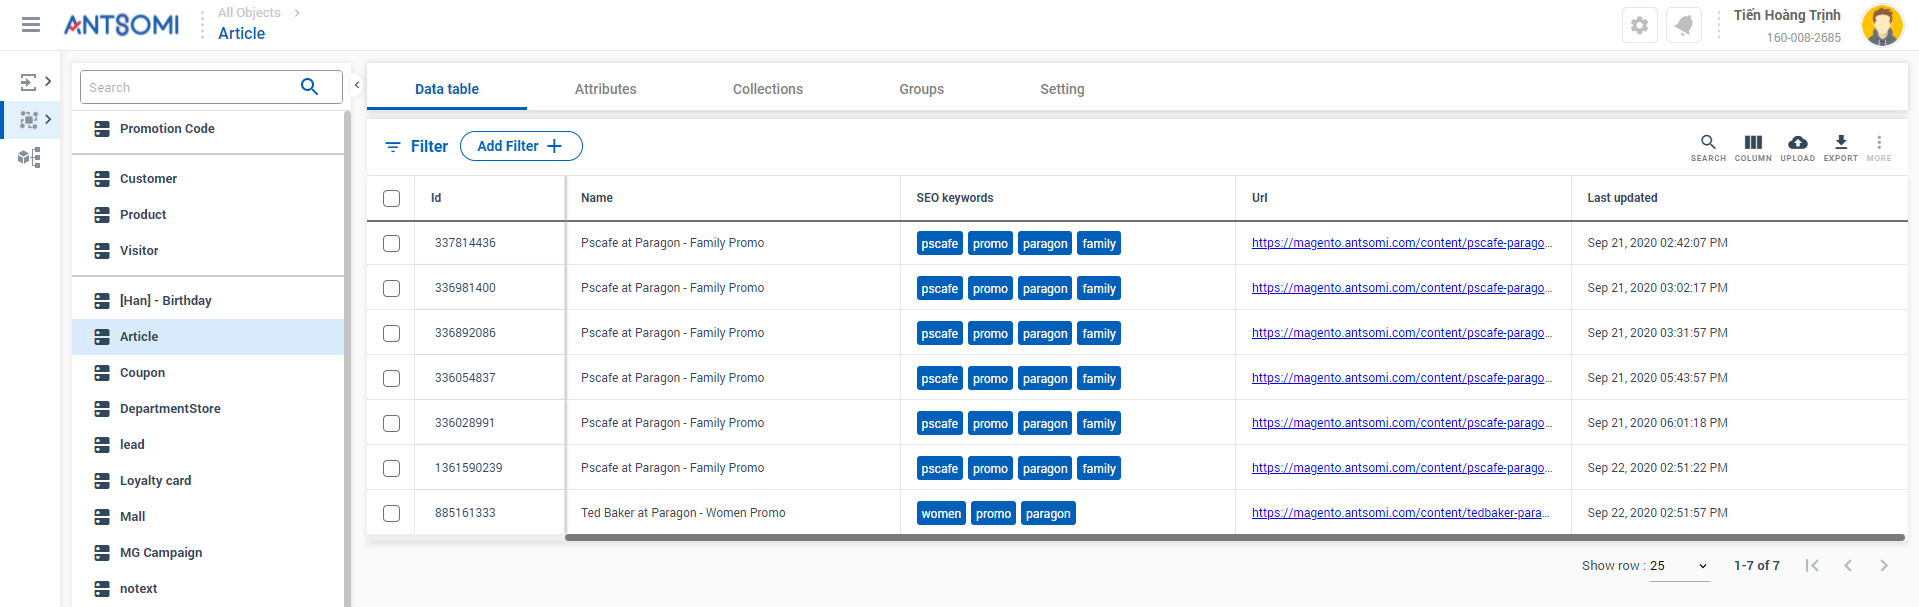 ANTSOMI
All Objects
Article
Tiến Hoàng Trịnh
160-008-2685
Search
Promotion Code
Customer
Product
Visitor
[Han] - Birthday
Article
Coupon
DepartmentStore
lead
Loyalty card
Mall
MG Campaign
notext
Data table Attributes Collections Groups Setting
Filter Add Filter
SEARCH COLUMN UPLOAD EXPORT MORE
Id Name SEO keywords Url Last updated
337814436 Pscafe at Paragon - Family Promo pscafe promo paragon family https://magento.antsomi.com/content/pscafe-parago... Sep 21, 2020 02:42:07 PM
336981400 Pscafe at Paragon - Family Promo pscafe promo paragon family https://magento.antsomi.com/content/pscafe-parago... Sep 21, 2020 03:02:17 PM
336892086 Pscafe at Paragon - Family Promo pscafe promo paragon family https://magento.antsomi.com/content/pscafe-parago... Sep 21, 2020 03:31:57 PM
336054837 Pscafe at Paragon - Family Promo pscafe promo paragon family https://magento.antsomi.com/content/pscafe-parago... Sep 21, 2020 05:43:57 PM
336028991 Pscafe at Paragon - Family Promo pscafe promo paragon family https://magento.antsomi.com/content/pscafe-parago... Sep 21, 2020 06:01:18 PM
1361590239 Pscafe at Paragon - Family Promo pscafe promo paragon family https://magento.antsomi.com/content/pscafe-parago... Sep 22, 2020 02:51:22 PM
885161333 Ted Baker at Paragon - Women Promo women promo paragon https://magento.antsomi.com/content/tedbaker-para... Sep 22, 2020 02:51:57 PM
Show row : 25 1-7 of 7